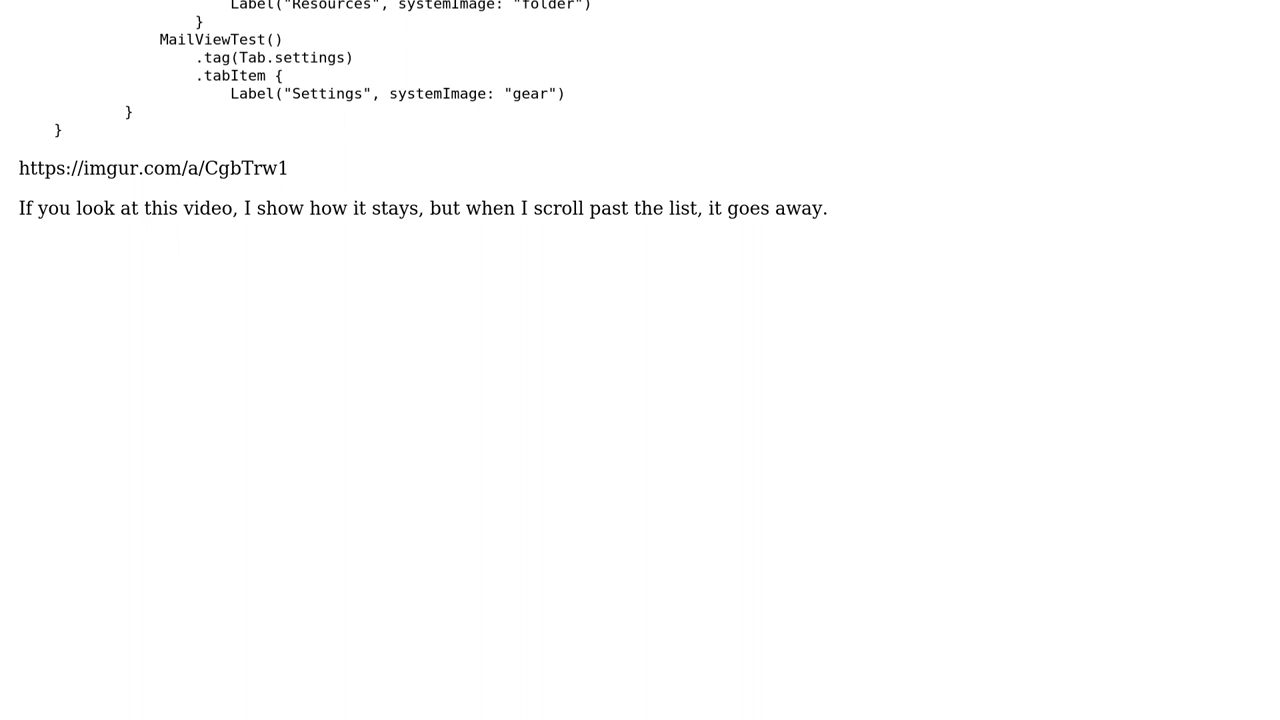 Label("Resources", systemImage: "folder")
}
MailViewTest()
.tag(Tab.settings)
.tabItem {
Label("Settings", systemImage: "gear")
}
}
https://imgur.com/a/CgbTrw1
If you look at this video, I show how it stays, but when I scroll past the list, it goes away.